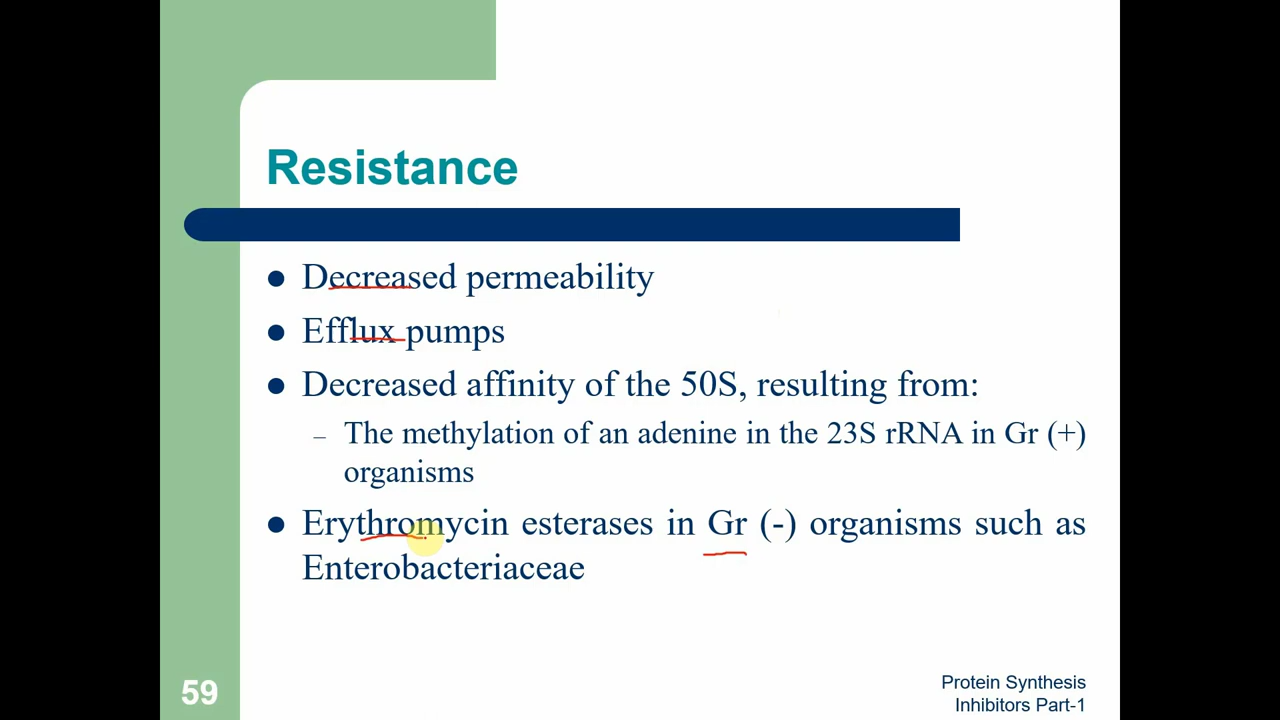 Resistance
● Decreased permeability
● Efflux pumps
● Decreased affinity of the 50S, resulting from:
– The methylation of an adenine in the 23S rRNA in Gr (+)
organisms
● Erythromycin esterases in Gr (-) organisms such as
Enterobacteriaceae
59
Protein Synthesis
Inhibitors Part-1